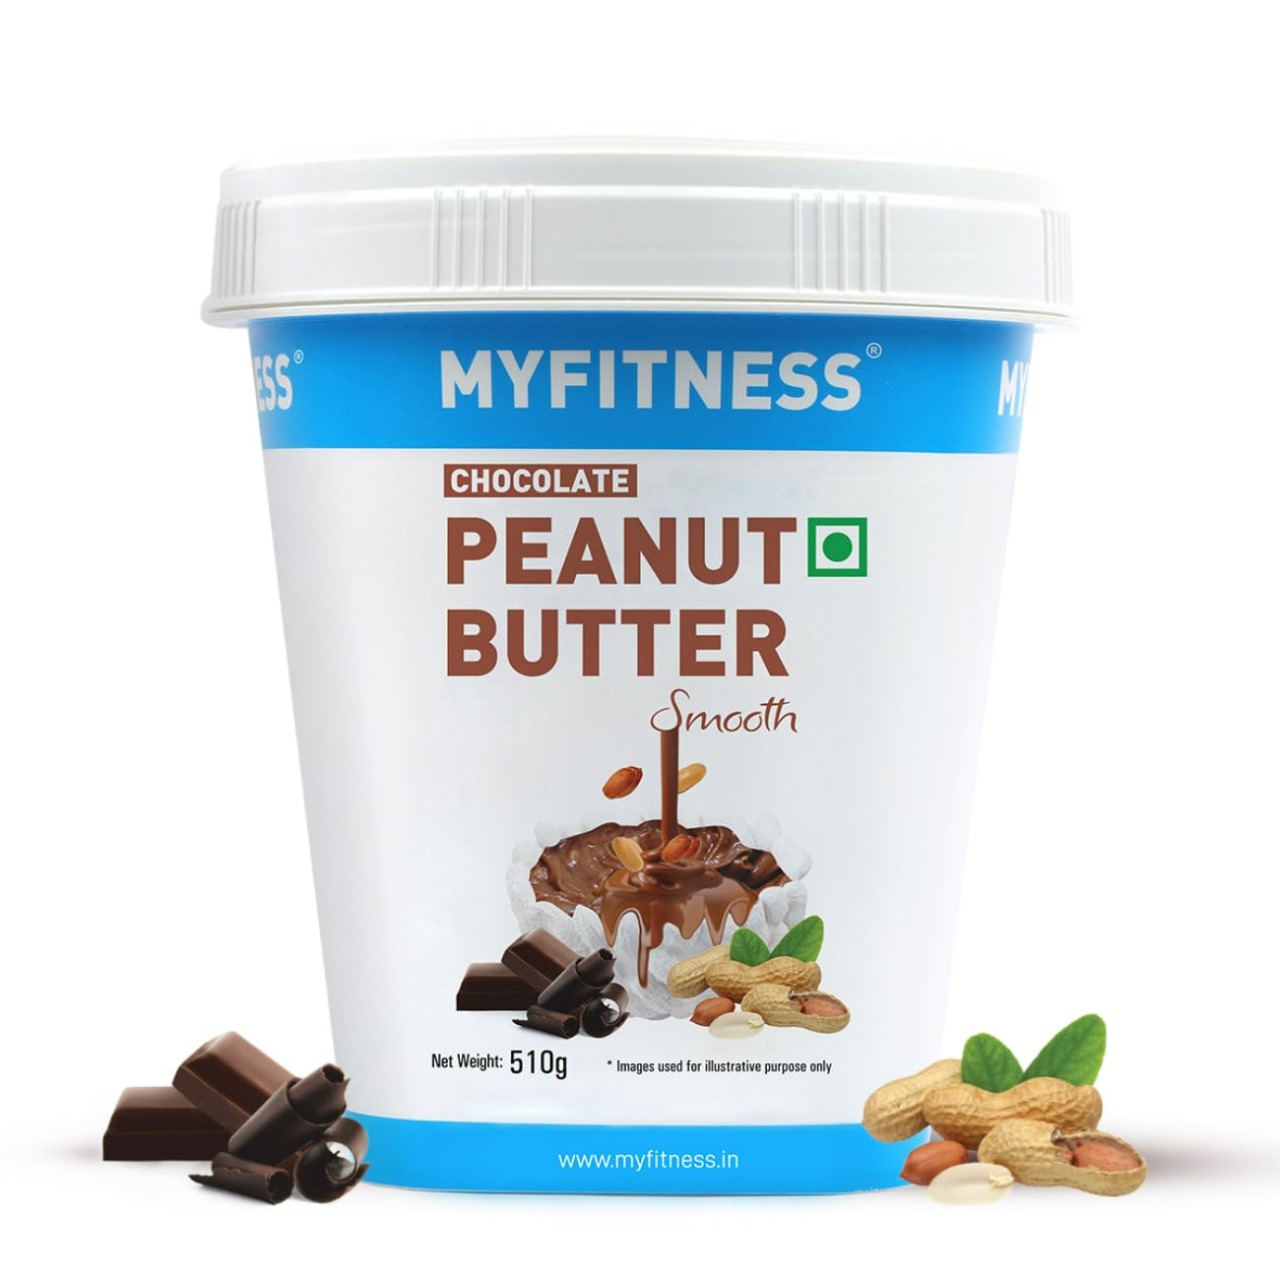 ESS®
MYFITNESS®
MY
CHOCOLATE
PEANUT
BUTTER
Smooth
Net Weight: 510g
* Images used for illustrative purpose only
www.myfitness.in